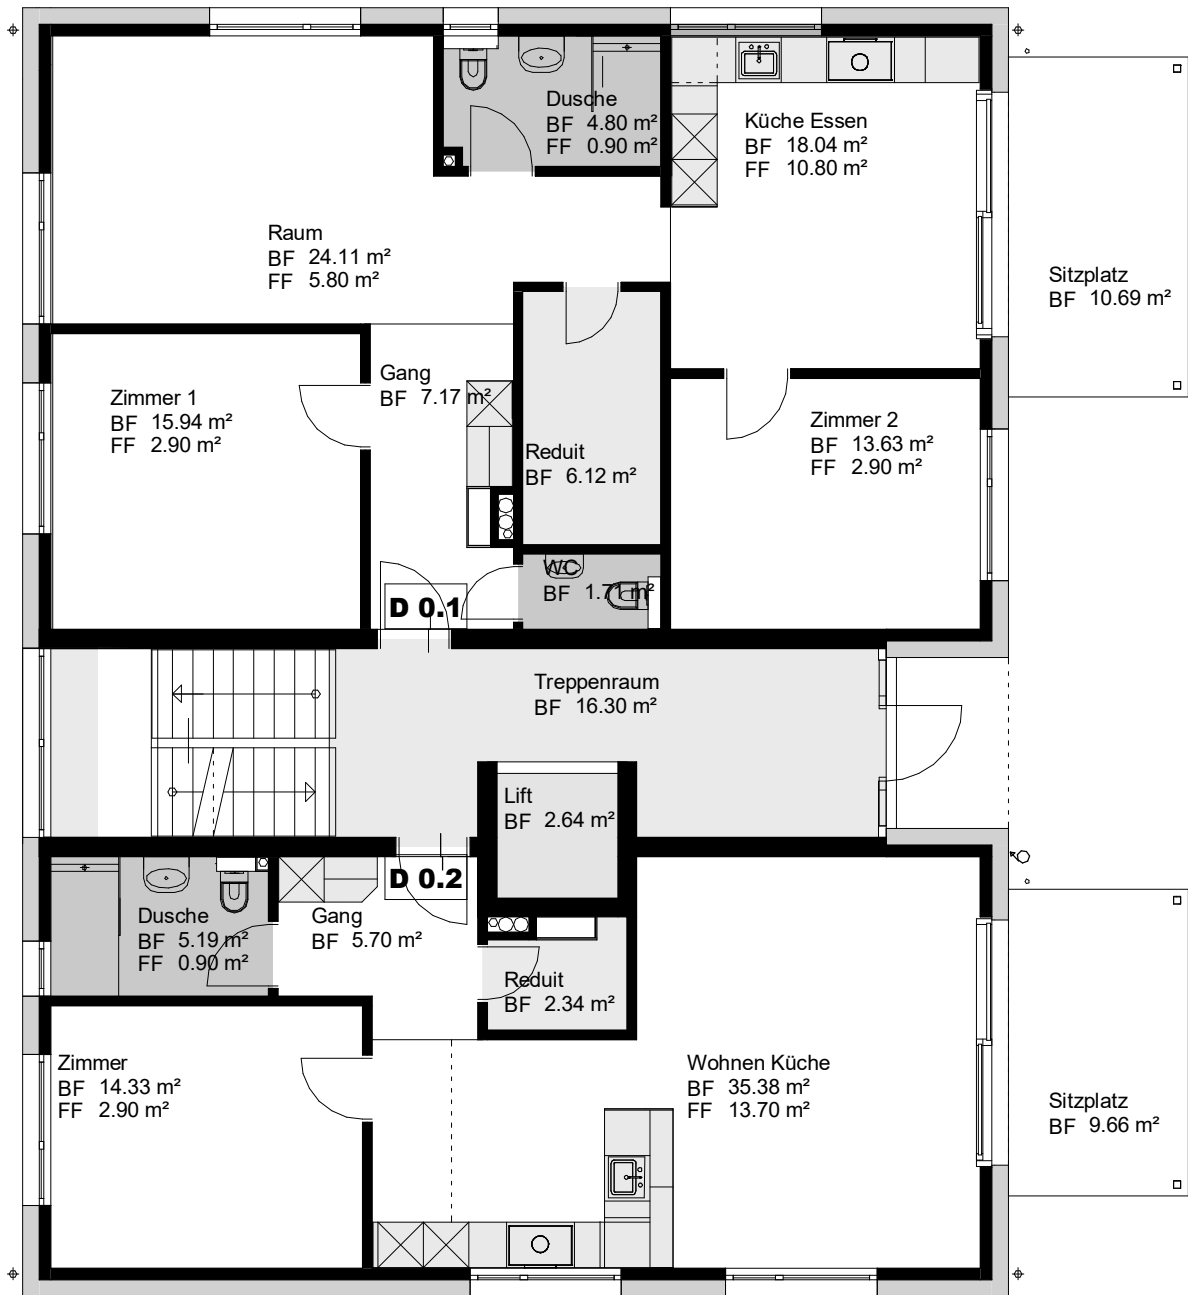 Dusche
BF 4.80 m²
FF 0.90 m²
Küche Essen
BF 18.04 m²
FF 10.80 m²
Raum
BF 24.11 m²
FF 5.80 m²
Sitzplatz
BF 10.69 m²
Gang
BF 7.17 m²
Zimmer 1
BF 15.94 m²
FF 2.90 m²
Zimmer 2
BF 13.63 m²
FF 2.90 m²
Reduit
BF 6.12 m²
WC
BF 1.71 m²
D 0.1
Treppenraum
BF 16.30 m²
Lift
BF 2.64 m²
D 0.2
Dusche
BF 5.19 m²
FF 0.90 m²
Gang
BF 5.70 m²
Reduit
BF 2.34 m²
Zimmer
BF 14.33 m²
FF 2.90 m²
Wohnen Küche
BF 35.38 m²
FF 13.70 m²
Sitzplatz
BF 9.66 m²